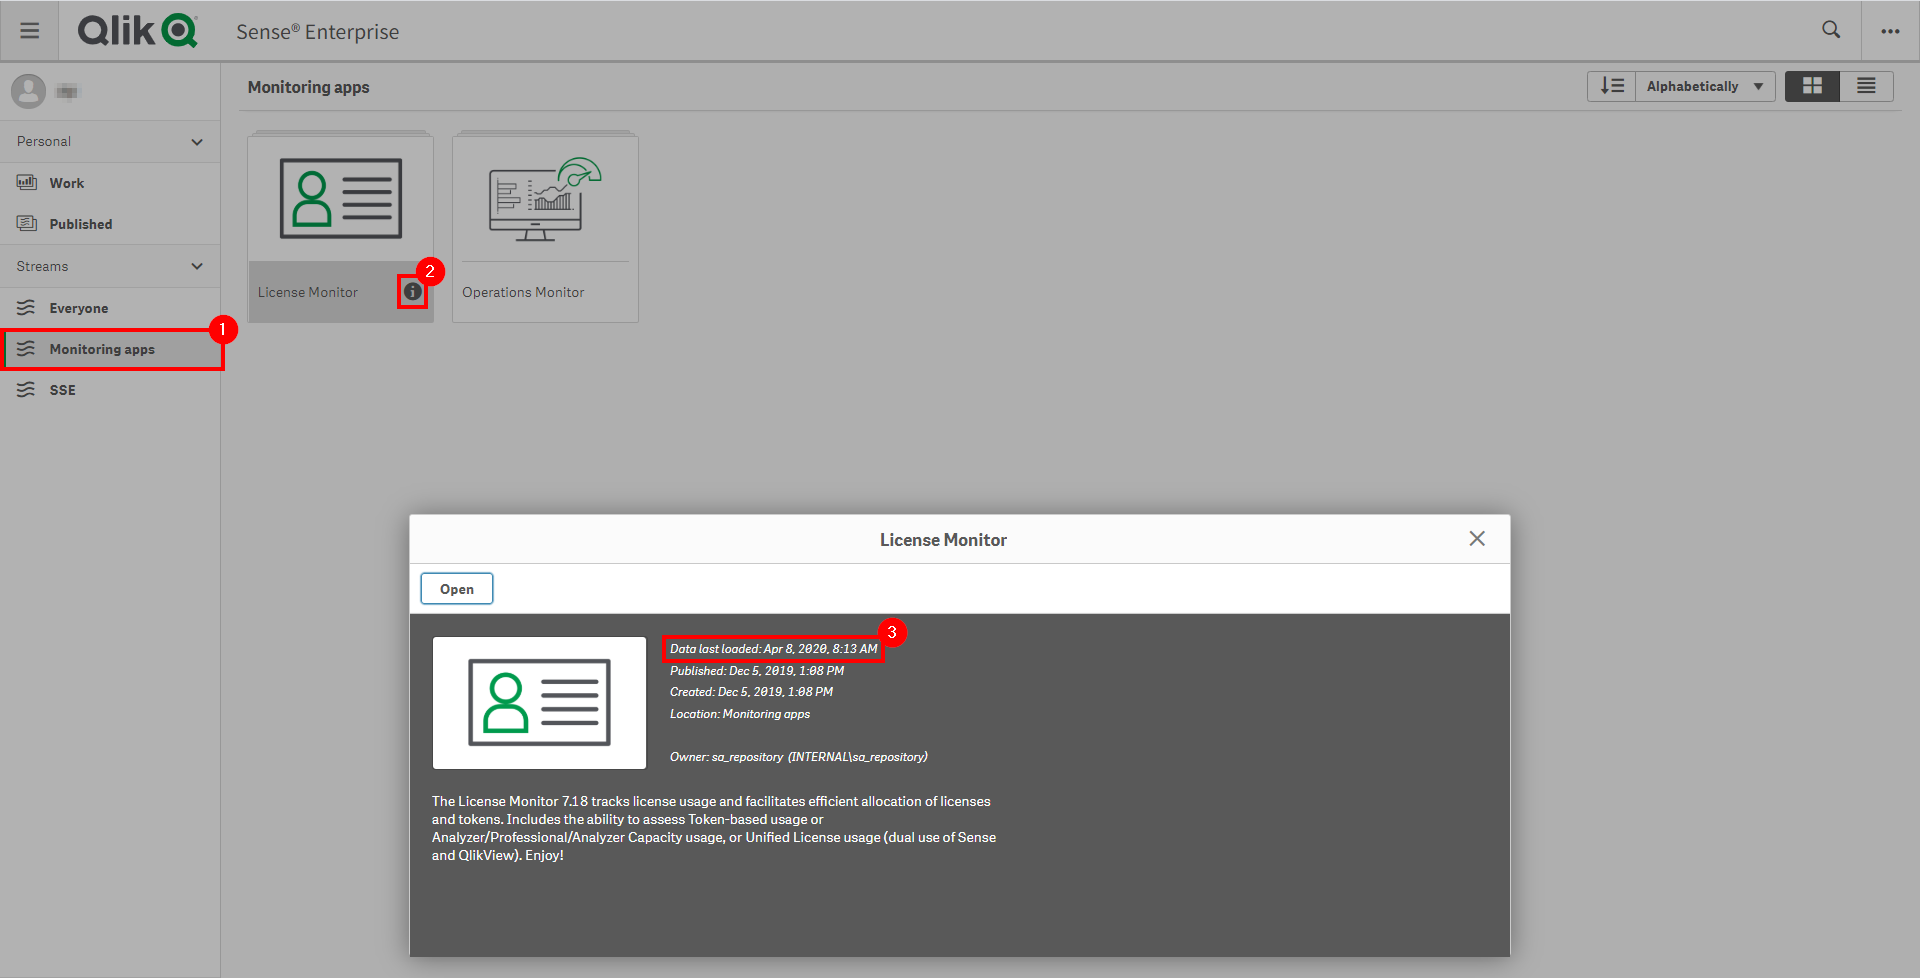 Qlik
Sense® Enterprise
Monitoring apps
Alphabetically
Personal
Work
Published
Streams
Everyone
Monitoring apps
1
SSE
License Monitor
2
Operations Monitor
License Monitor
Open
3
Data last loaded: Apr 8, 2020, 8:13 AM
Published: Dec 5, 2019, 1:08 PM
Created: Dec 5, 2019, 1:08 PM
Location: Monitoring apps
Owner: sa_repository (INTERNAL\sa_repository)
The License Monitor 7.18 tracks license usage and facilitates efficient allocation of licenses
and tokens. Includes the ability to assess Token-based usage or
Analyzer/Professional/Analyzer Capacity usage, or Unified License usage (dual use of Sense
and QlikView). Enjoy!